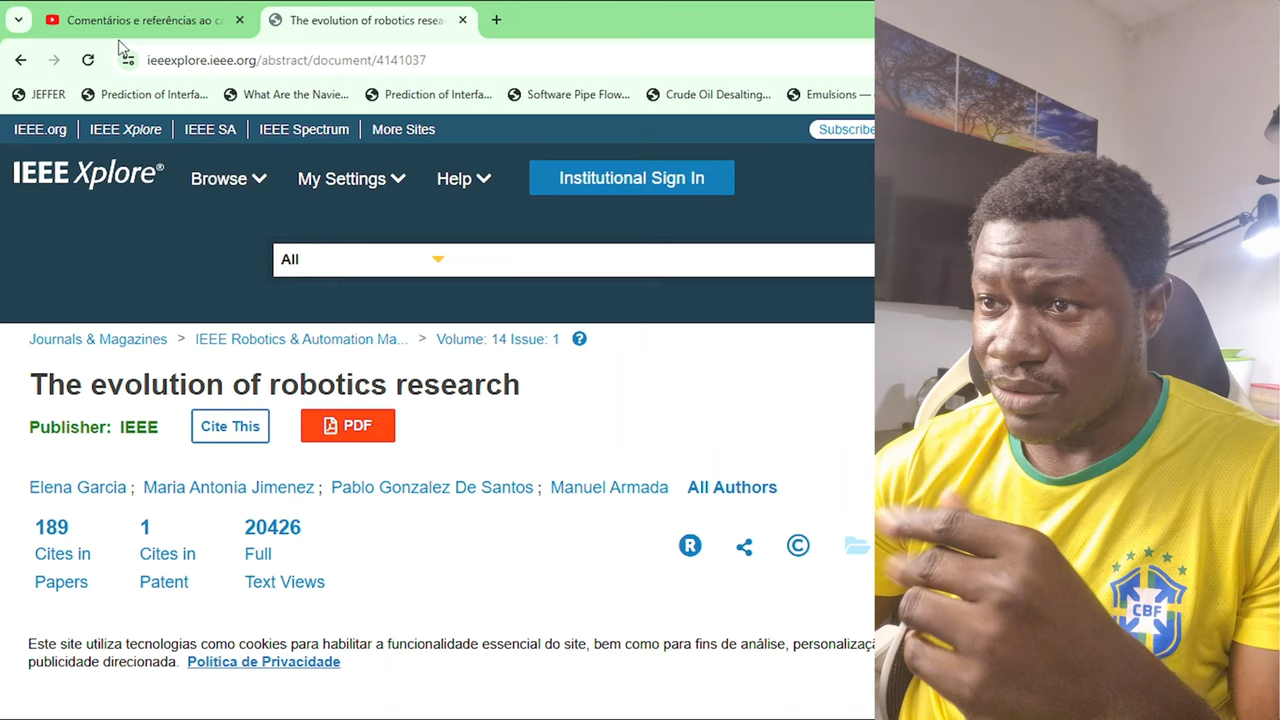 Comentários e referências ao ca
The evolution of robotics resea
ieeexplore.ieee.org/abstract/document/4141037
JEFFER
Prediction of Interfa...
What Are the Navie...
Prediction of Interfa...
Software Pipe Flow...
Crude Oil Desalting...
Emulsions —
IEEE.org
IEEE Xplore
IEEE SA
IEEE Spectrum
More Sites
Subscribe
IEEE Xplore®
Browse
My Settings
Help
Institutional Sign In
All
Journals & Magazines > IEEE Robotics & Automation Ma... > Volume: 14 Issue: 1
The evolution of robotics research
Publisher: IEEE
Cite This
PDF
Elena Garcia ; Maria Antonia Jimenez ; Pablo Gonzalez De Santos ; Manuel Armada
All Authors
189
Cites in
Papers
1
Cites in
Patent
20426
Full
Text Views
R
©
Este site utiliza tecnologias como cookies para habilitar a funcionalidade essencial do site, bem como para fins de análise, personalizaçã
publicidade direcionada. Politica de Privacidade
CBF